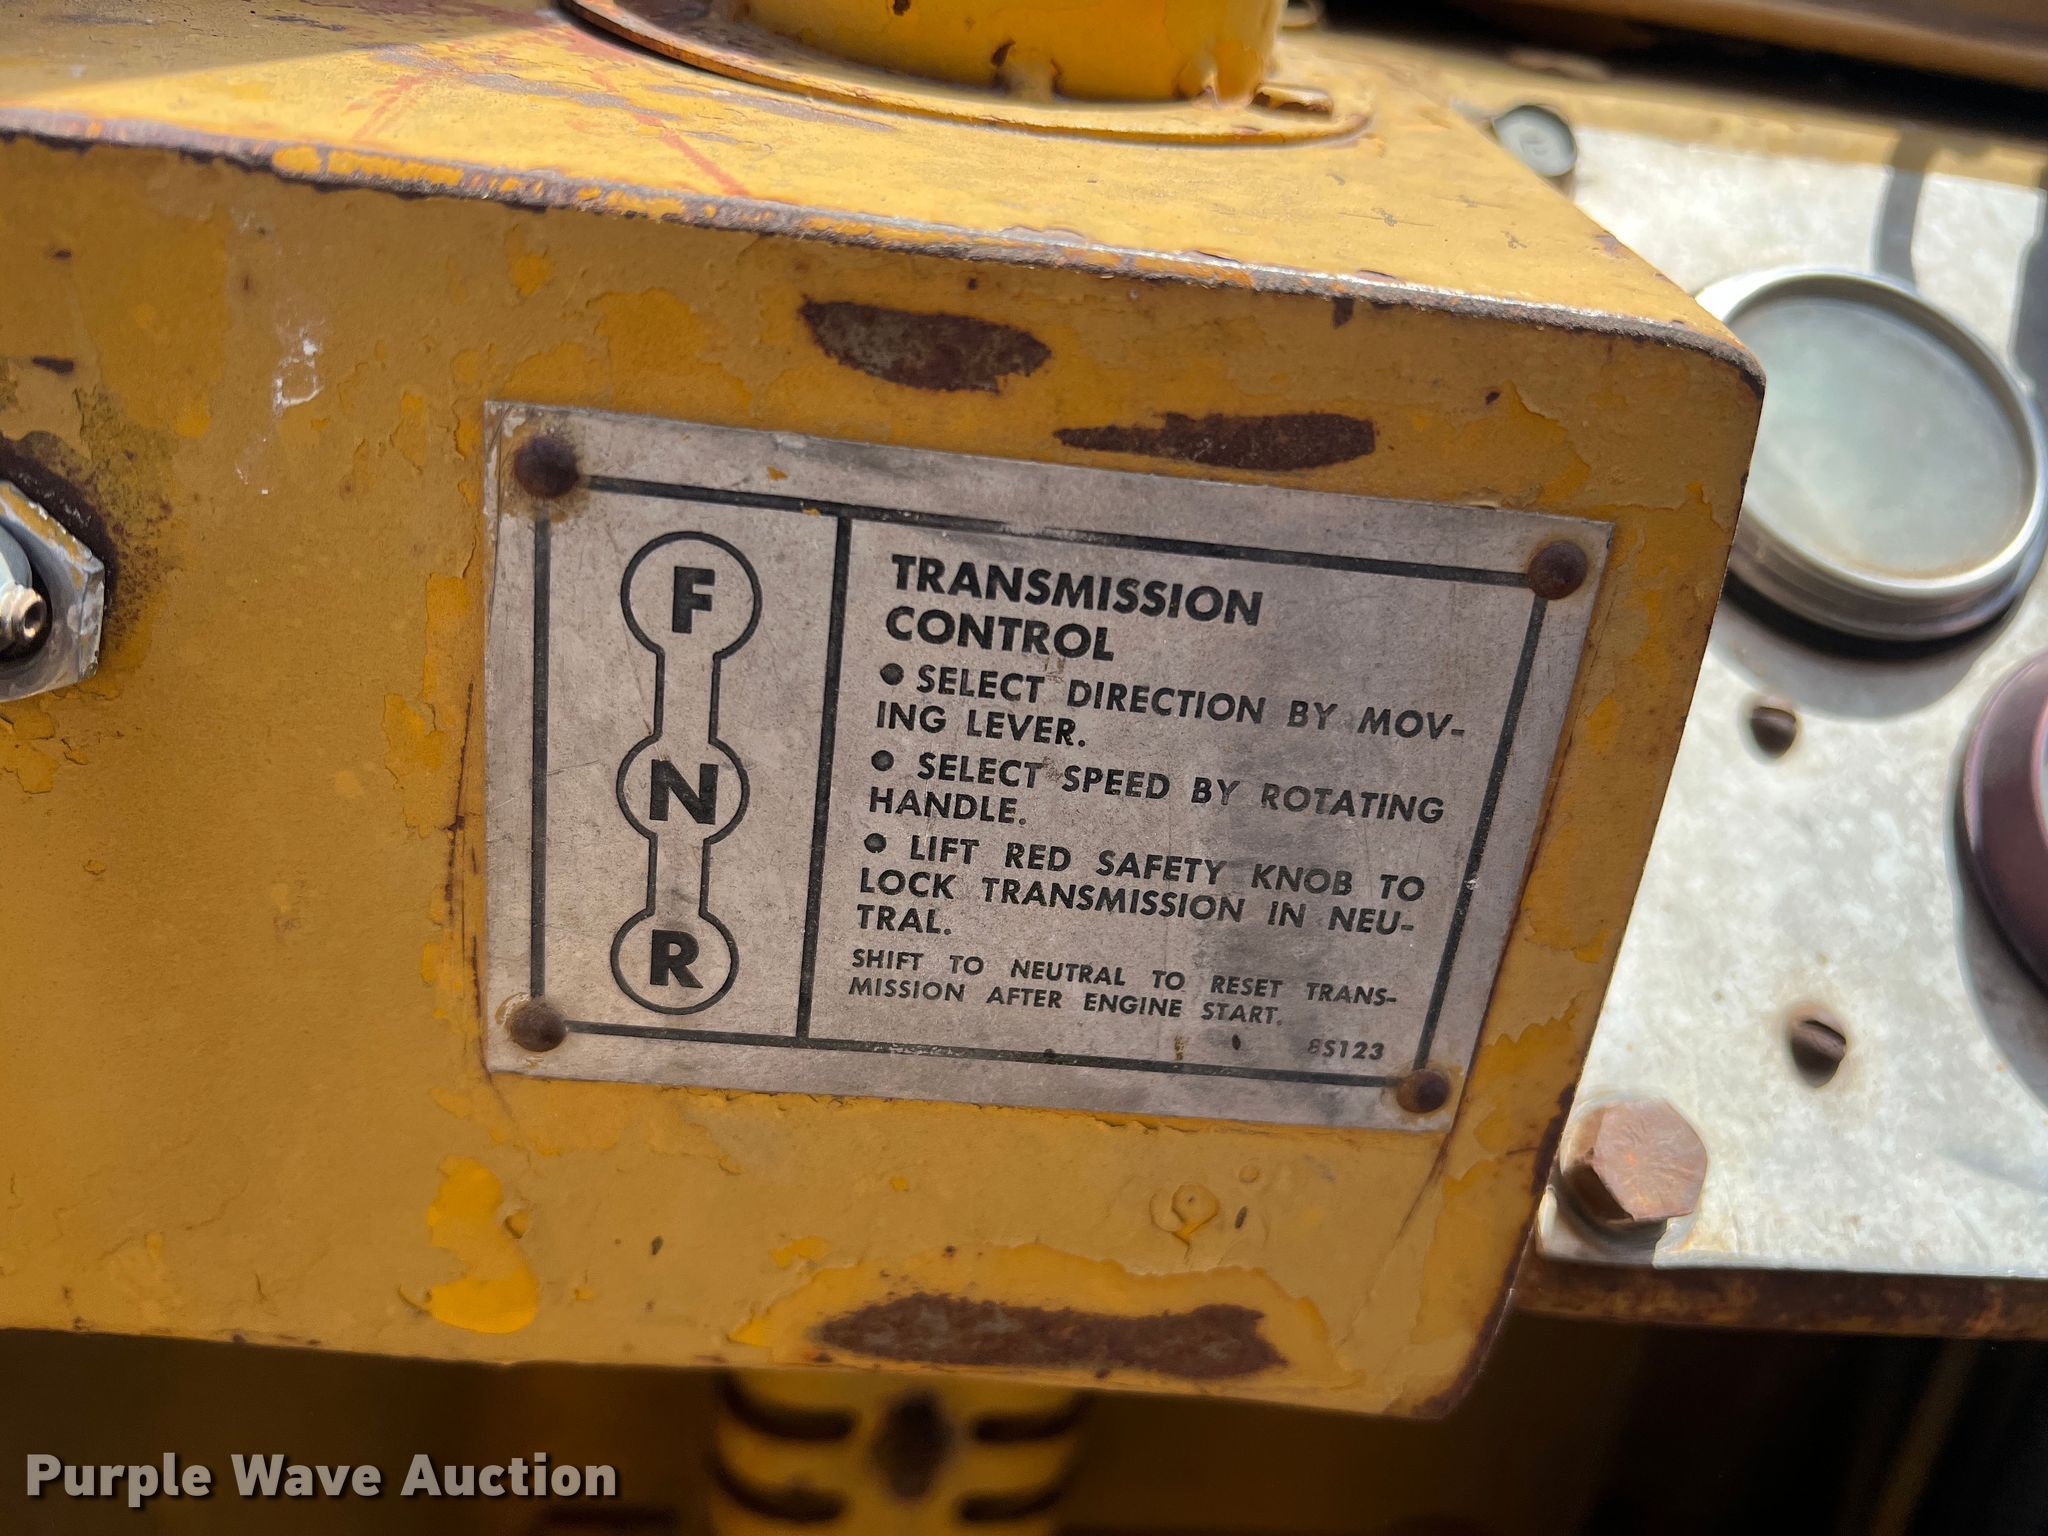 F
N
R
TRANSMISSION
CONTROL
• SELECT DIRECTION BY MOV-
ING LEVER.
• SELECT SPEED BY ROTATING
HANDLE.
• LIFT RED SAFETY KNOB TO
LOCK TRANSMISSION IN NEU-
TRAL.
SHIFT TO NEUTRAL TO RESET TRANS-
MISSION AFTER ENGINE START.
8S123
Purple Wave Auction